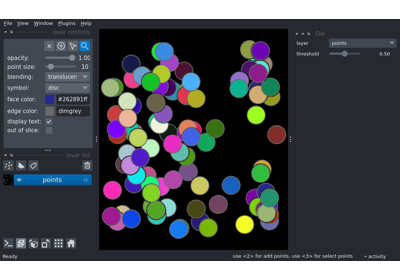 File View Window Plugins Help
layer controls
opacity: 1.00
point size: 10
blending: translucen
symbol: disc
face color: #262891ff
edge color: dimgrey
display text:
out of slice:
layer list
points
layer points
threshold 0.50
Ready
use <2> for add points, use <3> for select points
activity